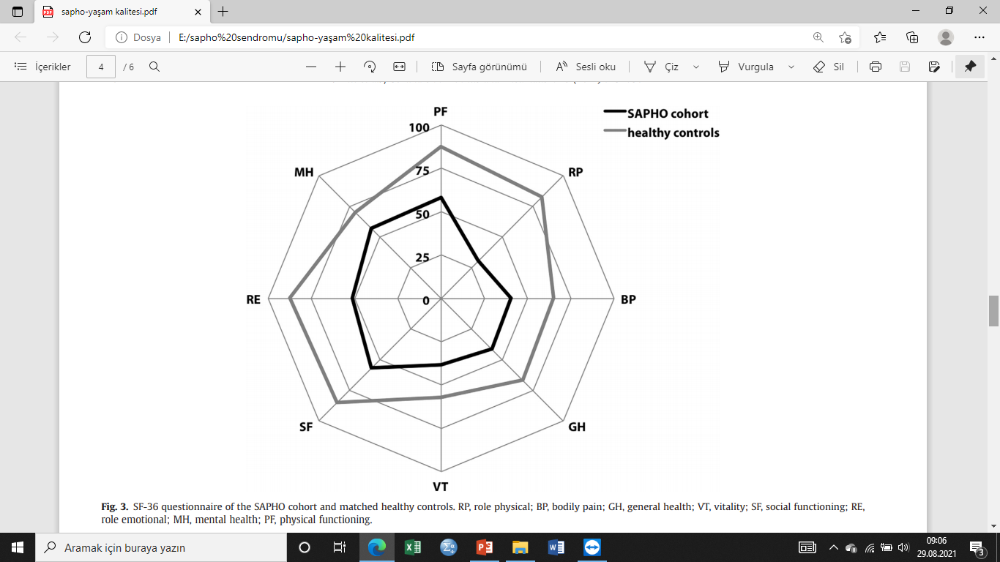 sapho-yaşam kalitesi.pdf
Dosya
E:/sapho%20sendromu/sapho-yaşam%20kalitesi.pdf
İçerikler
4
/ 6
Sayfa görünümü
Sesli oku
Çiz
Vurgula
Sil
PF
SAPHO cohort
healthy controls
100
75
50
25
0
MH
RP
RE
BP
SF
GH
VT
Fig. 3. SF-36 questionnaire of the SAPHO cohort and matched healthy controls. RP, role physical; BP, bodily pain; GH, general health; VT, vitality; SF, social functioning; RE,
role emotional; MH, mental health; PF, physical functioning.
Aramak için buraya yazın
09:06
29.08.2021
3